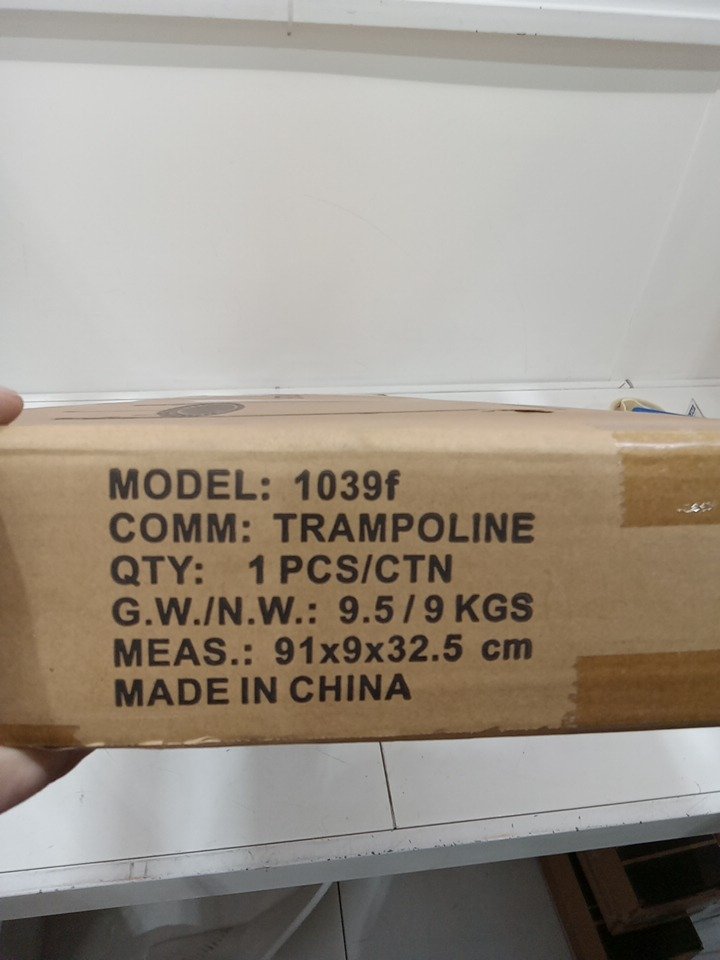 MODEL: 1039f
COMM: TRAMPOLINE
QTY: 1 PCS/CTN
G.W./N.W.: 9.5 / 9 KGS
MEAS.: 91x9x32.5 cm
MADE IN CHINA